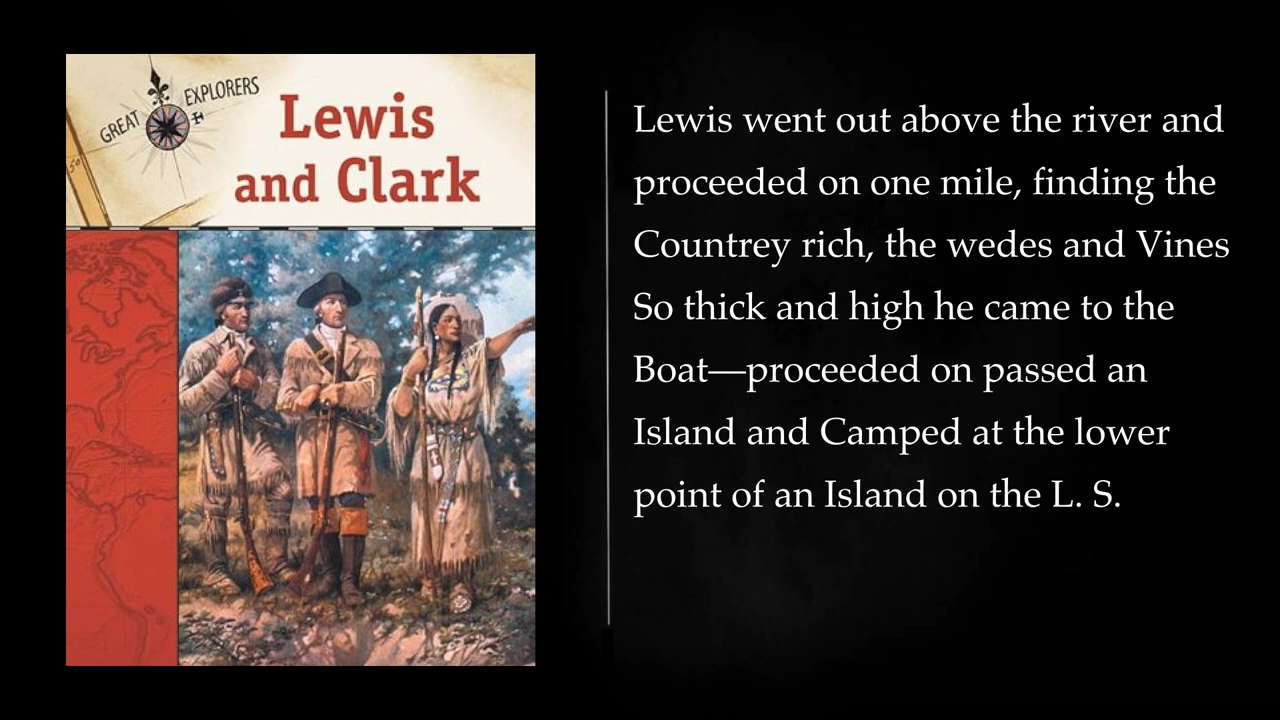 GREAT EXPLORERS
Lewis
and Clark
50
Lewis went out above the river and
proceeded on one mile, finding the
Countrey rich, the wedes and Vines
So thick and high he came to the
Boat—proceeded on passed an
Island and Camped at the lower
point of an Island on the L. S.